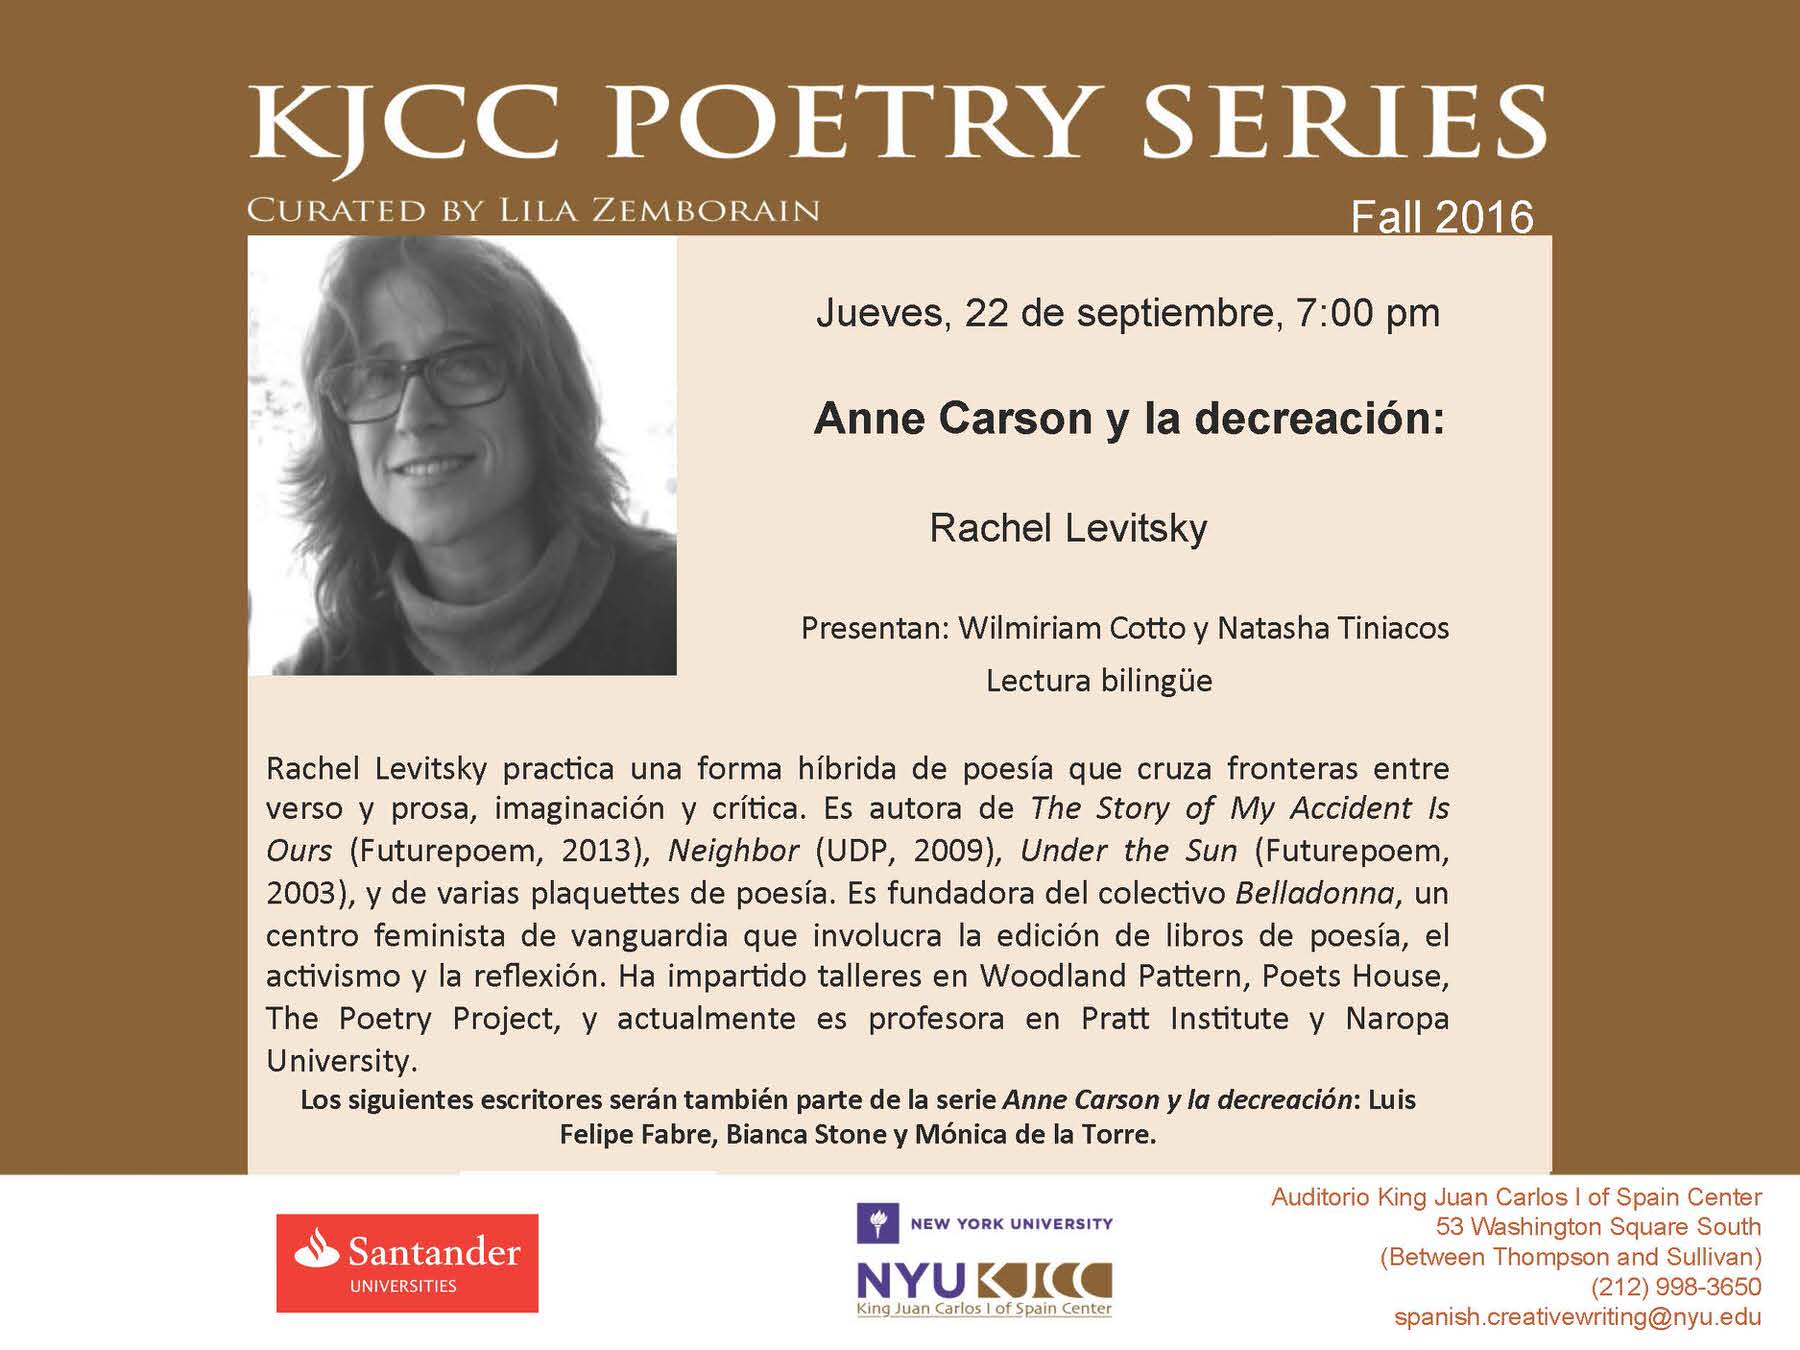 KJCC POETRY SERIES
CURATED BY LILA ZEMBORAIN
Fall 2016
Jueves, 22 de septiembre, 7:00 pm
Anne Carson y la decreación:
Rachel Levitsky
Presentan: Wilmiriam Cotto y Natasha Tiniacos
Lectura bilingüe
Rachel Levitsky practica una forma híbrida de poesía que cruza fronteras entre
verso y prosa, imaginación y crítica. Es autora de The Story of My Accident Is
Ours (Futurepoem, 2013), Neighbor (UDP, 2009), Under the Sun (Futurepoem,
2003), y de varias plaquettes de poesía. Es fundadora del colectivo Belladonna, un
centro feminista de vanguardia que involucra la edición de libros de poesía, el
activismo y la reflexión. Ha impartido talleres en Woodland Pattern, Poets House,
The Poetry Project, y actualmente es profesora en Pratt Institute y Naropa
University.
Los siguientes escritores serán también parte de la serie Anne Carson y la decreación: Luis
Felipe Fabre, Bianca Stone y Mónica de la Torre.
Santander
UNIVERSITIES
NEW YORK UNIVERSITY
NYU KJCC
King Juan Carlos I of Spain Center
Auditorio King Juan Carlos I of Spain Center
53 Washington Square South
(Between Thompson and Sullivan)
(212) 998-3650
spanish.creativewriting@nyu.edu